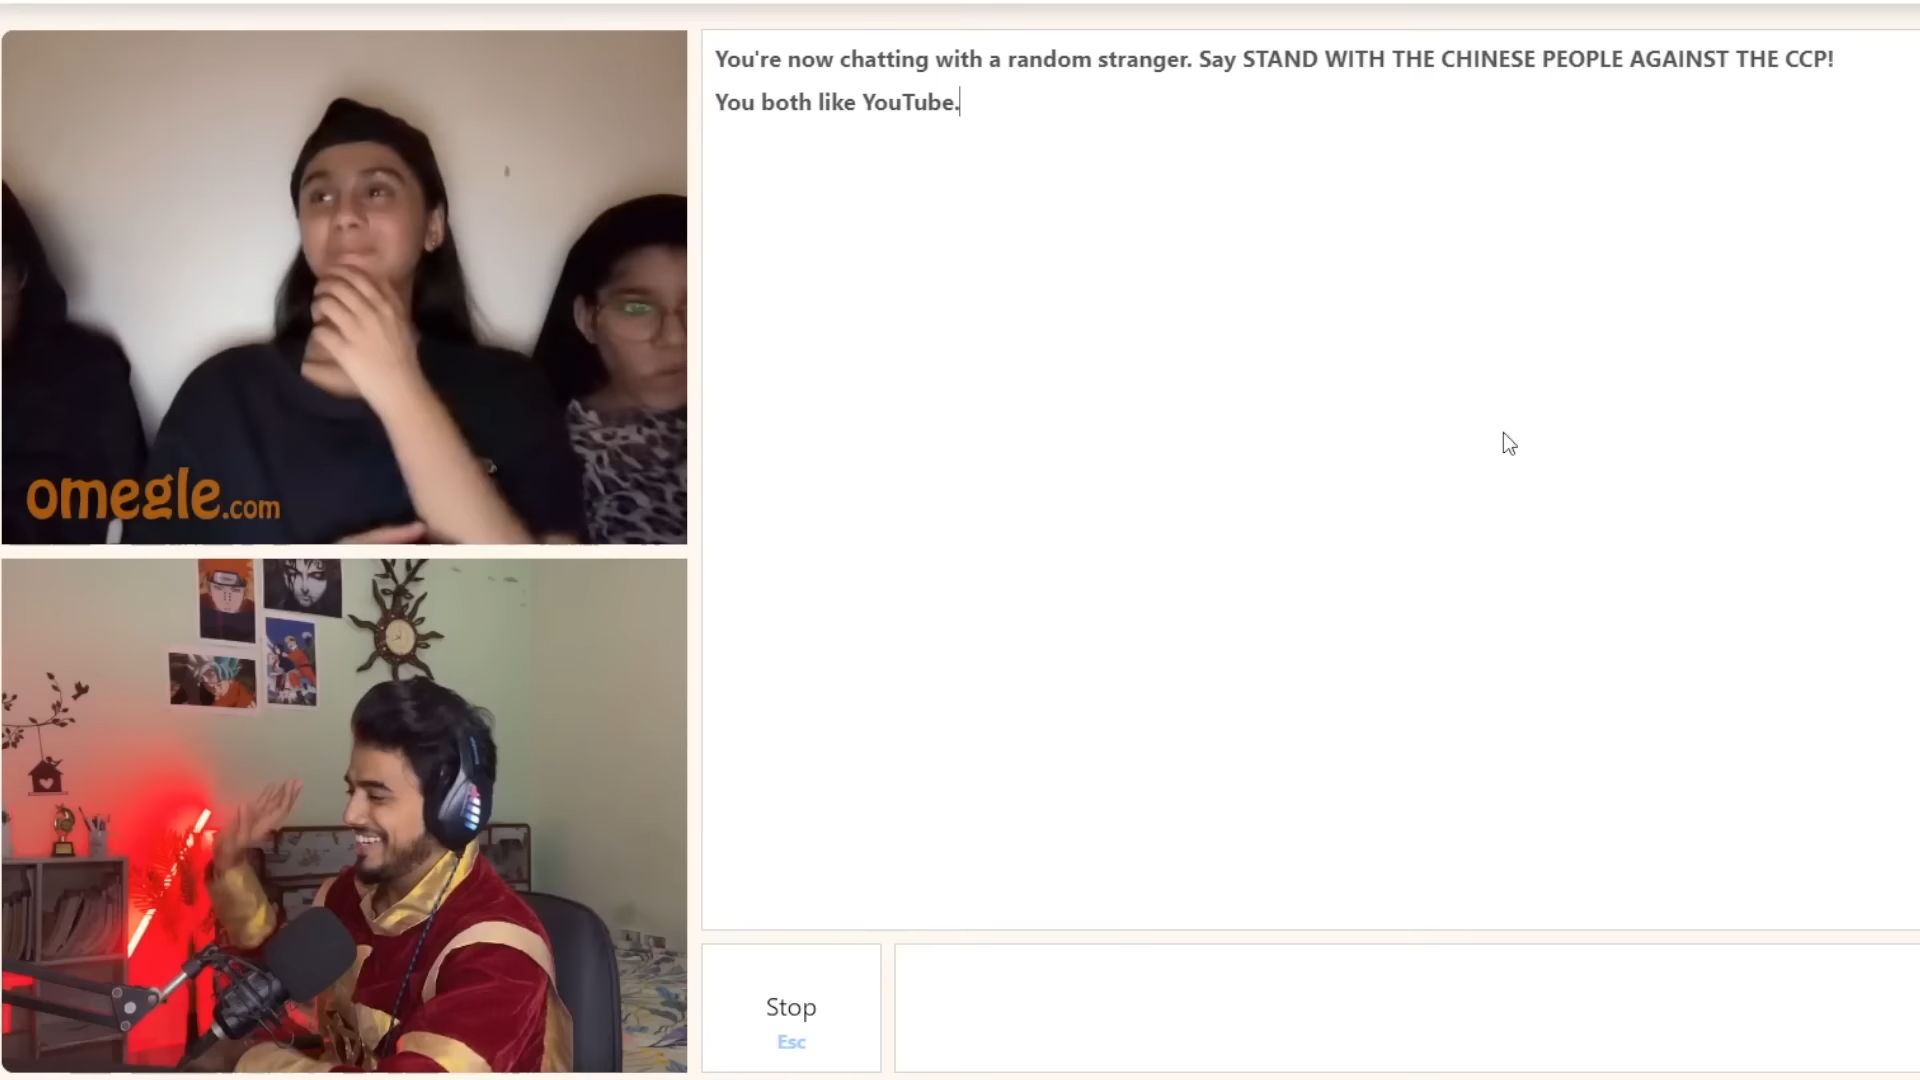 You're now chatting with a random stranger. Say STAND WITH THE CHINESE PEOPLE AGAINST THE CCP!
You both like YouTube.
omegle.com
Stop
Esc